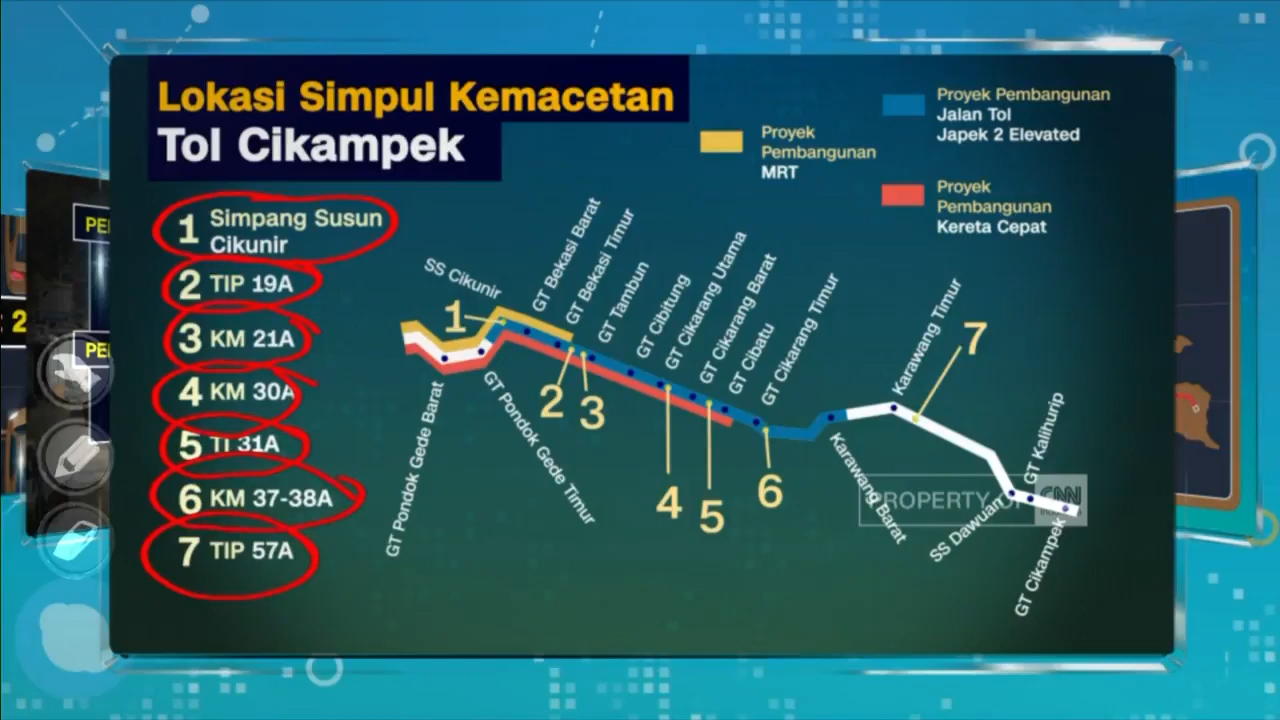 Lokasi Simpul Kemacetan
Tol Cikampek
Proyek
Pembangunan
MRT
Proyek Pembangunan
Jalan Tol
Japek 2 Elevated
Proyek
Pembangunan
Kereta Cepat
1 Simpang Susun
Cikunir
2 TIP 19A
3 KM 21A
4 KM 30A
5 TI 31A
6 KM 37-38A
7 TIP 57A
SS Cikunir
GT Bekasi Barat
GT Bekasi Timur
GT Tambun
GT Cibitung
GT Cikarang Utama
GT Cikarang Barat
GT Cibatu
GT Cikarang Timur
Karawang Timur
GT Kalihurip
1
2
3
4
5
6
7
GT Pondok Gede Barat
GT Pondok Gede Timur
Karawang Barat
SS Dawuan
GT Cikampek
PROPERTY OF CNN
PE
PE
2